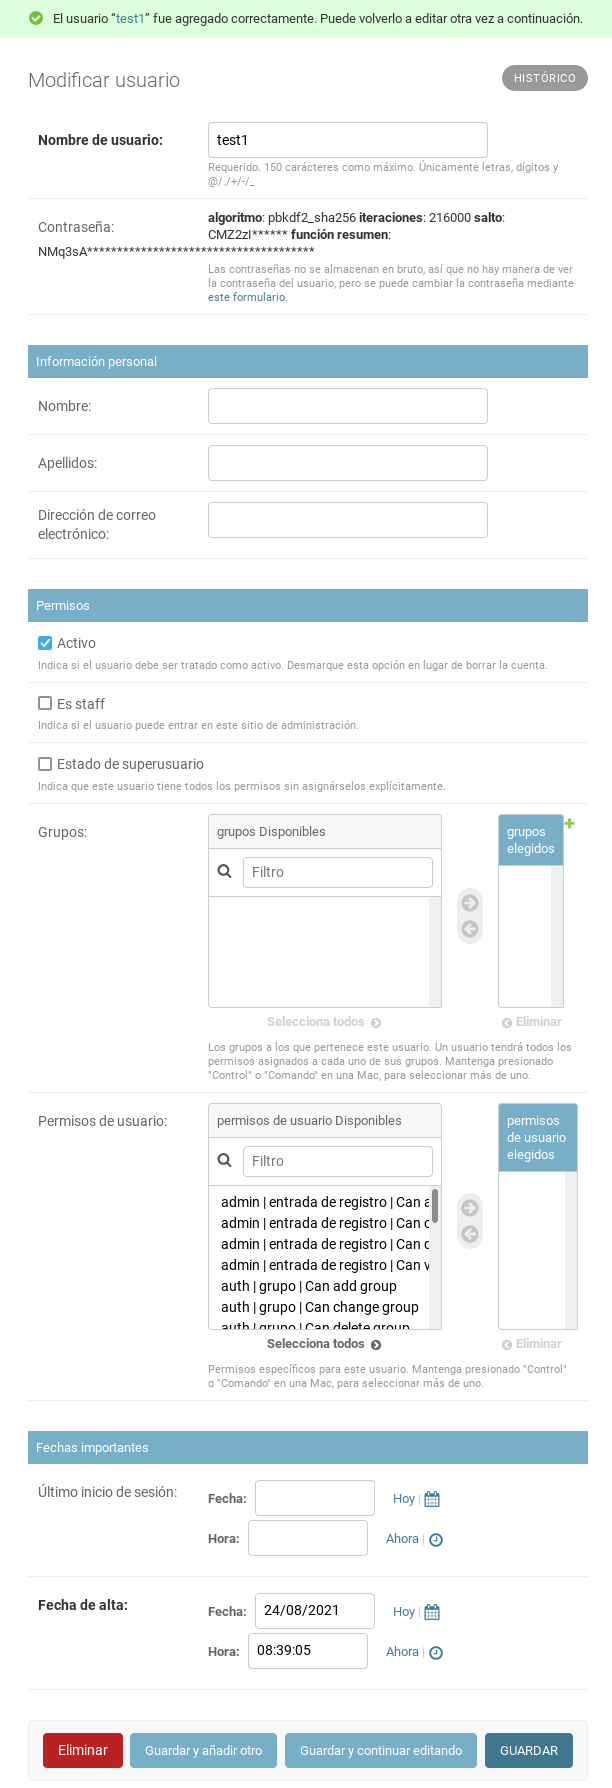 El usuario “test1” fue agregado correctamente. Puede volverlo a editar otra vez a continuación.
Modificar usuario
HISTÓRICO
Nombre de usuario:
test1
Requerido. 150 carácteres como máximo. Únicamente letras, dígitos y
@/./+/-/_
Contraseña:
algoritmo: pbkdf2_sha256 iteraciones: 216000 salto:
CMZ2zI****** función resumen:
NMq3sA**************************************
Las contraseñas no se almacenan en bruto, así que no hay manera de ver
la contraseña del usuario, pero se puede cambiar la contraseña mediante
este formulario.
Información personal
Nombre:
Apellidos:
Dirección de correo
electrónico:
Permisos
Activo
Indica si el usuario debe ser tratado como activo. Desmarque esta opción en lugar de borrar la cuenta.
Es staff
Indica si el usuario puede entrar en este sitio de administración.
Estado de superusuario
Indica que este usuario tiene todos los permisos sin asignárselos explícitamente.
Grupos:
grupos Disponibles
Filtro
grupos
elegidos
Selecciona todos
Eliminar
Los grupos a los que pertenece este usuario. Un usuario tendrá todos los
permisos asignados a cada uno de sus grupos. Mantenga presionado
"Control" o "Comando" en una Mac, para seleccionar más de uno.
Permisos de usuario:
permisos de usuario Disponibles
Filtro
permisos
de usuario
elegidos
admin | entrada de registro | Can a
admin | entrada de registro | Can c
admin | entrada de registro | Can d
admin | entrada de registro | Can v
auth | grupo | Can add group
auth | grupo | Can change group
auth | grupo | Can delete group
Selecciona todos
Eliminar
Permisos específicos para este usuario. Mantenga presionado "Control"
o "Comando" en una Mac, para seleccionar más de uno.
Fechas importantes
Último inicio de sesión:
Fecha:
Hoy |
Hora:
Ahora |
Fecha de alta:
Fecha: 24/08/2021 Hoy |
Hora: 08:39:05 Ahora |
Eliminar
Guardar y añadir otro
Guardar y continuar editando
GUARDAR